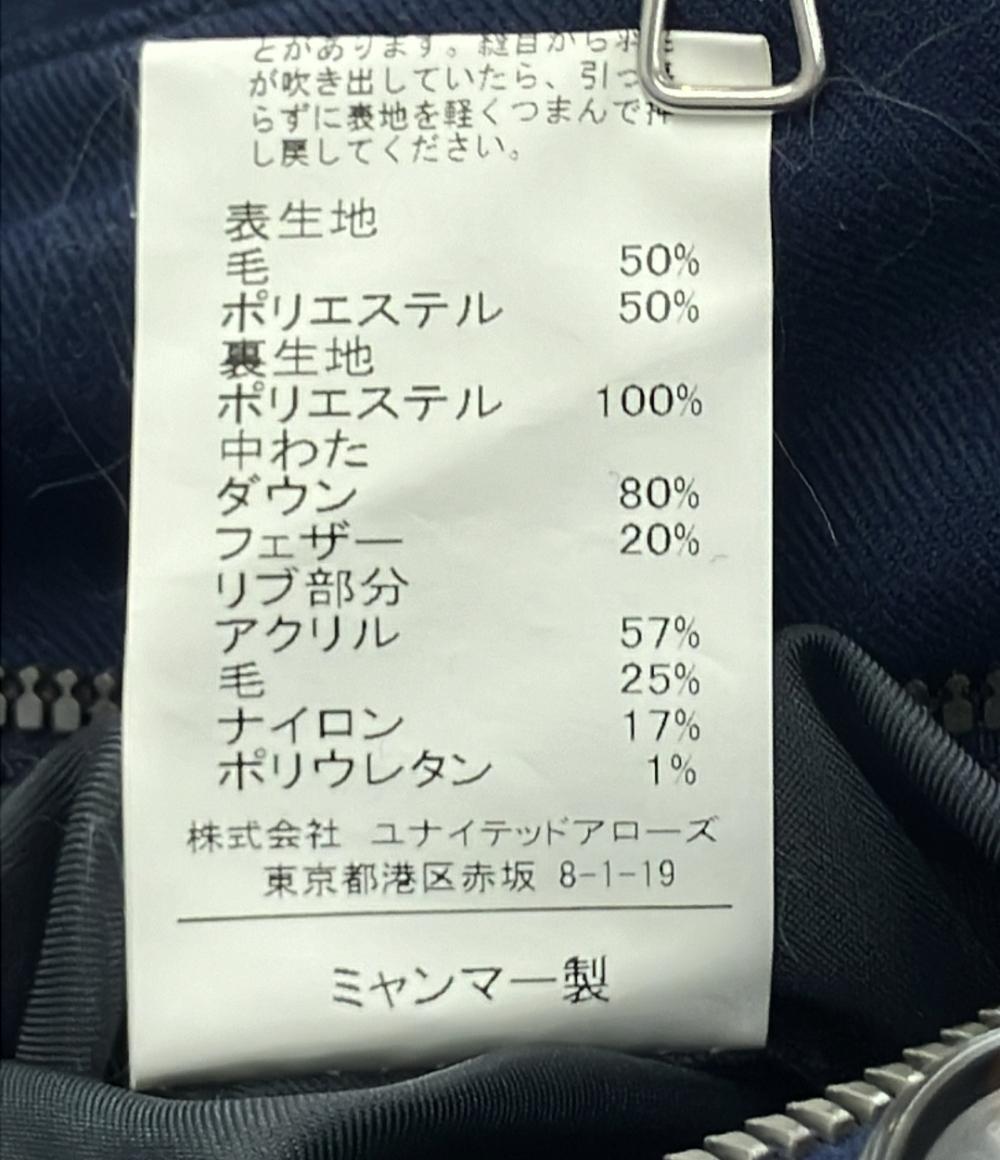 とがあります。縫目から羽
が吹き出していたら、引っ
らずに表地を軽くつまんで押
し戻してください。
表生地
毛 50%
ポリエステル 50%
裏生地
ポリエステル 100%
中わた
ダウン 80%
フェザー 20%
リブ部分
アクリル 57%
毛 25%
ナイロン 17%
ポリウレタン 1%
株式会社 ユナイテッドアローズ
東京都港区赤坂 8-1-19
ミャンマー製